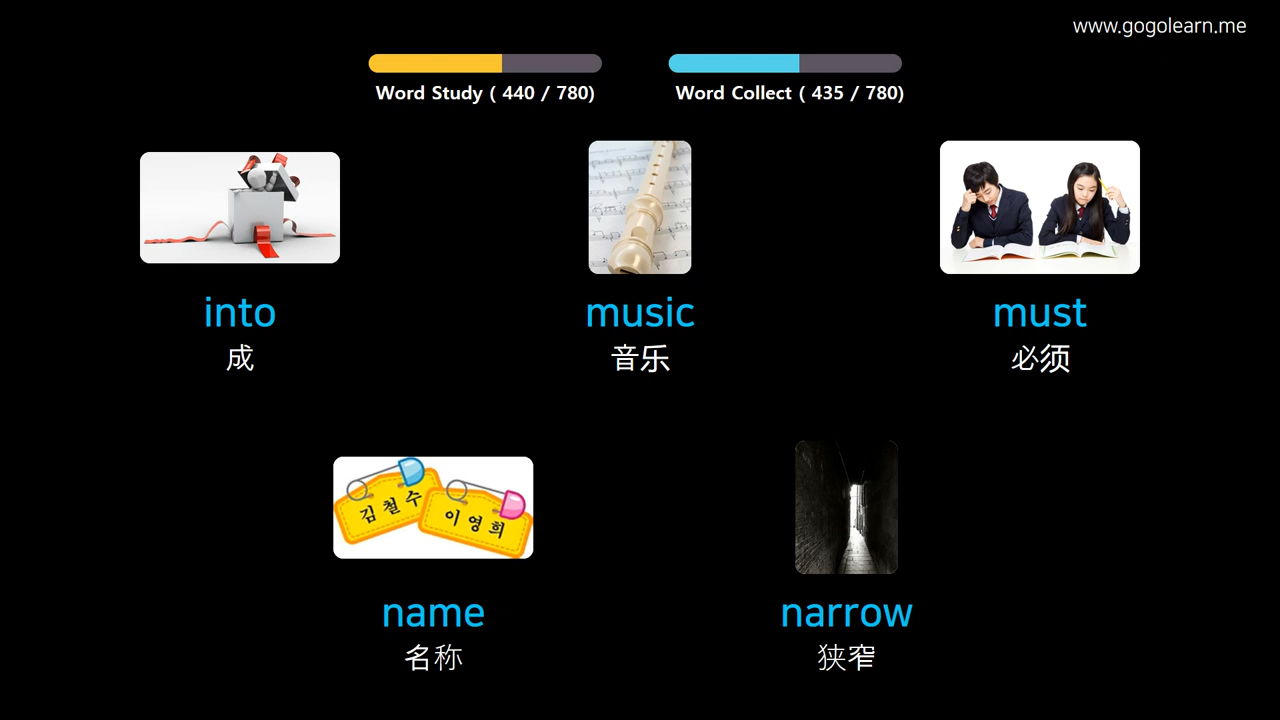 www.gogolearn.me
Word Study ( 440 / 780)
Word Collect ( 435 / 780)
into
成
music
音乐
must
必须
김철수
이영희
name
名称
narrow
狭窄